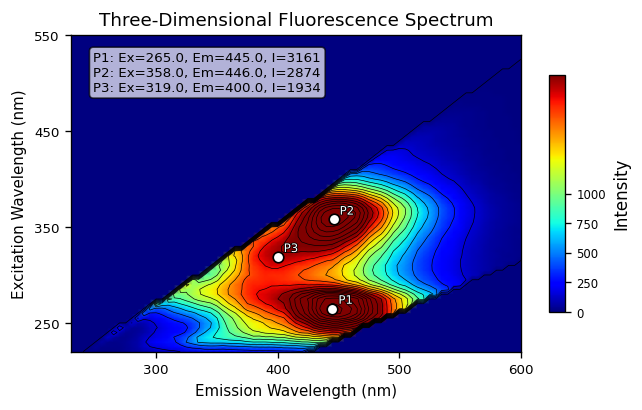 Three-Dimensional Fluorescence Spectrum
P1: Ex=265.0, Em=445.0, I=3161
P2: Ex=358.0, Em=446.0, I=2874
P3: Ex=319.0, Em=400.0, I=1934
550
450
350
250
Excitation Wavelength (nm)
P2
P3
P1
300
400
500
600
Emission Wavelength (nm)
1000
750
500
250
0
Intensity